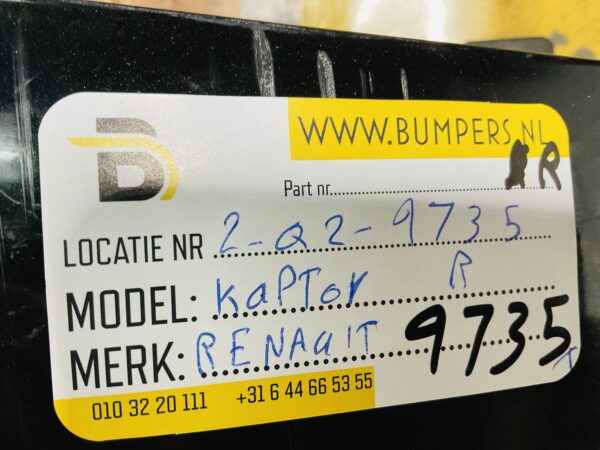 B
WWW.BUMPERS.NL
Part nr. R
LOCATIE NR 2-Q2-9735
MODEL: KaPTOr R
MERK: RENAUIT 9735
010 32 20 111 +31 6 44 66 53 55